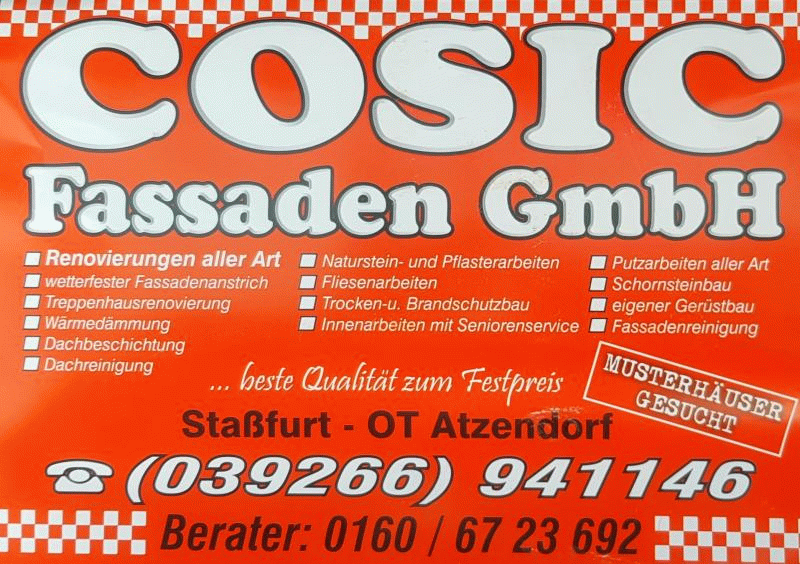 COSIC
Fassaden GmbH
Renovierungen aller Art
wetterfester Fassadenanstrich
Treppenhausrenovierung
Wärmedämmung
Dachbeschichtung
Dachreinigung
Naturstein- und Pflasterarbeiten
Fliesenarbeiten
Trocken-u. Brandschutzbau
Innenarbeiten mit Seniorenservice
Putzarbeiten aller Art
Schornsteinbau
eigener Gerüstbau
Fassadenreinigung
... beste Qualität zum Festpreis
MUSTERHÄUSER
GESUCHT
Staßfurt - OT Atzendorf
☎ (039266) 941146
Berater: 0160 / 67 23 692